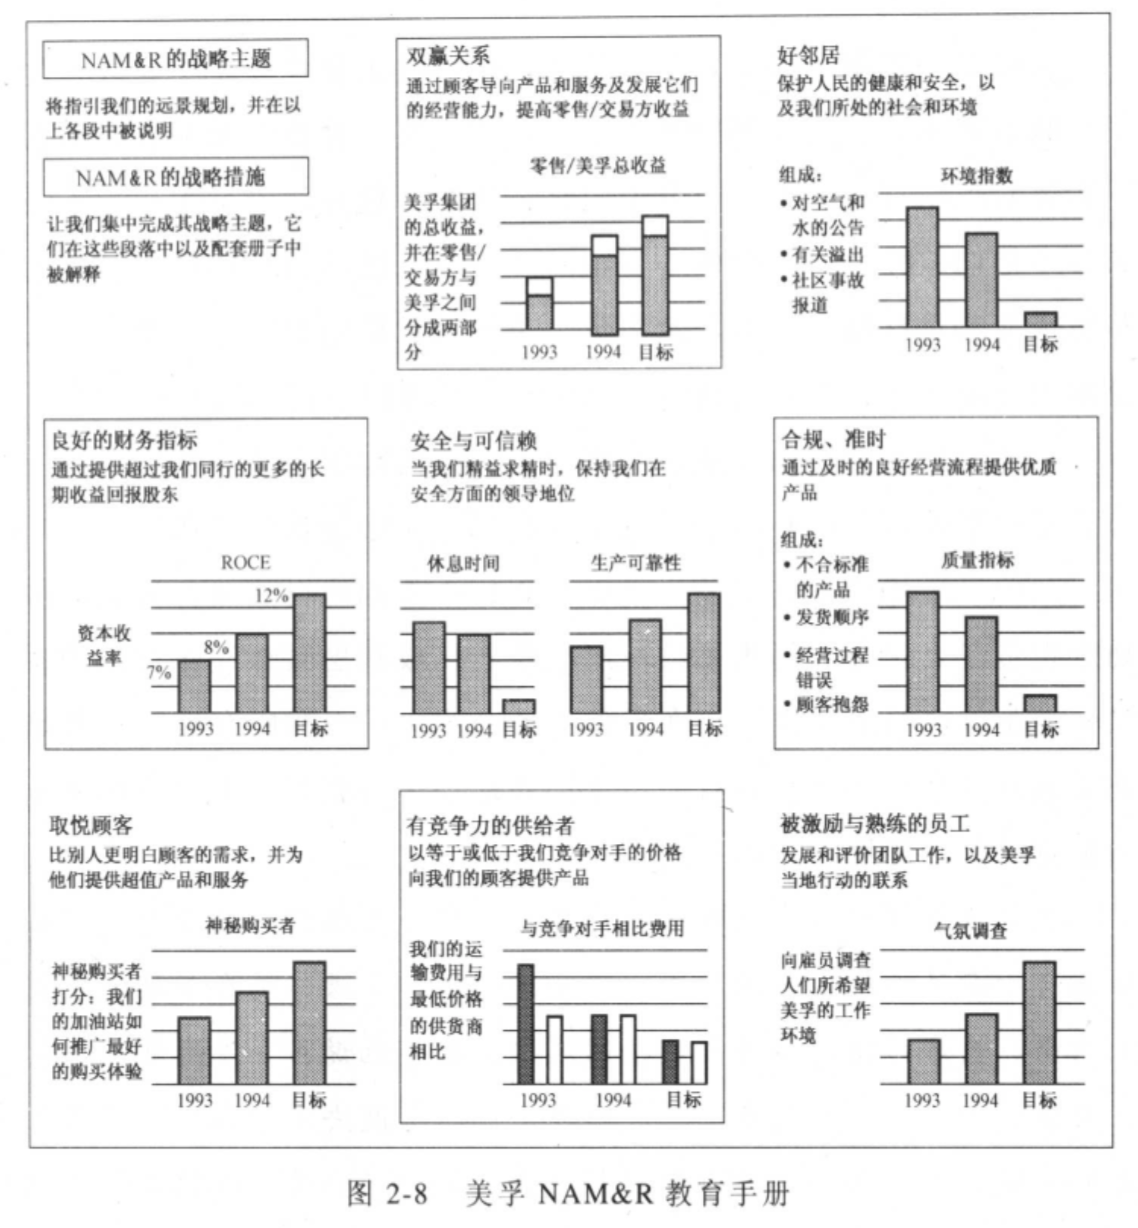 NAM&R的战略主题
将指引我们的远景规划，并在以
上各段中被说明
NAM&R的战略措施
让我们集中完成其战略主题，它
们在这些段落中以及配套册子中
被解释
双赢关系
通过顾客导向产品和服务及发展它们
的经营能力，提高零售/交易方收益
零售/美孚总收益
美孚集团
的总收益，
并在零售/
交易方与
美孚之间
分成两部
分
1993 1994 目标
好邻居
保护人民的健康和安全，以
及我们所处的社会和环境
组成：
环境指数
•对空气和
水的公告
•有关溢出
•社区事故
报道
1993 1994 目标
良好的财务指标
通过提供超过我们同行的更多的长
期收益回报股东
ROCE
资本收
益率
7%
8%
12%
1993 1994 目标
安全与可信赖
当我们精益求精时，保持我们在
安全方面的领导地位
休息时间
1993 1994 目标
生产可靠性
1993 1994 目标
合规、准时
通过及时的良好经营流程提供优质
产品
组成：
质量指标
•不合标准
的产品
•发货顺序
•经营过程
错误
•顾客抱怨
1993 1994 目标
取悦顾客
比别人更明白顾客的需求，并为
他们提供超值产品和服务
神秘购买者
神秘购买者
打分：我们
的加油站如
何推广最好
的购买体验
1993 1994 目标
有竞争力的供给者
以等于或低于我们竞争对手的价格
向我们的顾客提供产品
与竞争对手相比费用
我们的运
输费用与
最低价格
的供货商
相比
1993 1994 目标
被激励与熟练的员工
发展和评价团队工作，以及美孚
当地行动的联系
气氛调查
向雇员调查
人们所希望
美孚的工作
环境
1993 1994 目标
图 2-8 美孚 NAM&R 教育手册